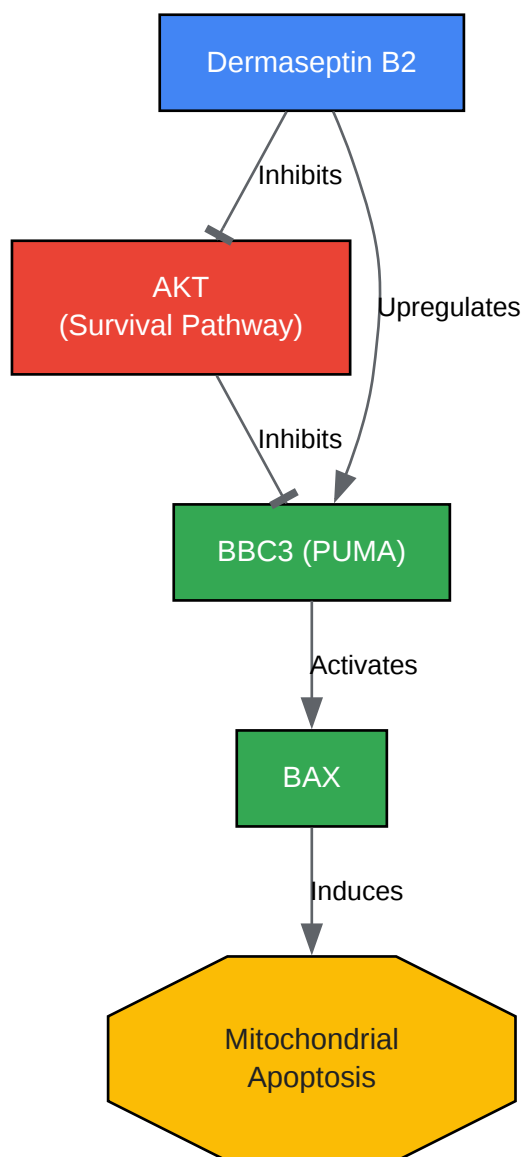 Dermaseptin B2
Inhibits
AKT
(Survival Pathway)
Upregulates
Inhibits
BBC3 (PUMA)
Activates
BAX
Induces
Mitochondrial
Apoptosis